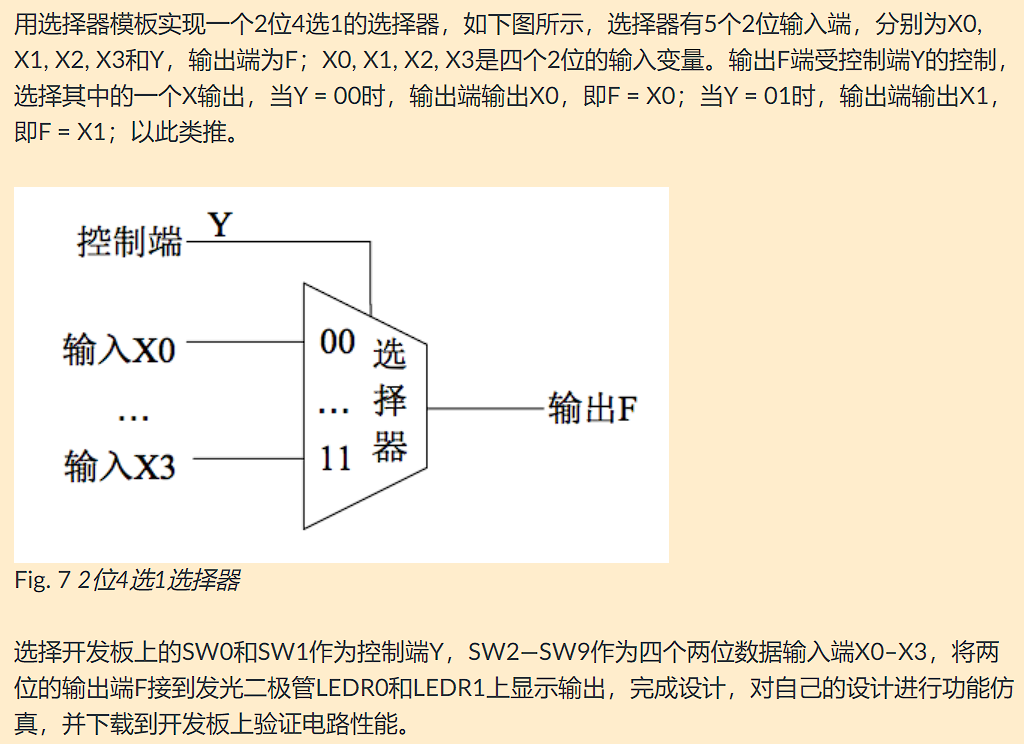 用选择器模板实现一个2位4选1的选择器，如下图所示，选择器有5个2位输入端，分别为X0,
X1, X2, X3和Y，输出端为F；X0, X1, X2, X3是四个2位的输入变量。输出F端受控制端Y的控制，
选择其中的一个X输出，当Y = 00时，输出端输出X0，即F = X0；当Y = 01时，输出端输出X1，
即F = X1；以此类推。
控制端 Y
输入X0
00
...
...
输入X3
11
选
择
器
输出F
Fig. 7 2位4选1选择器
选择开发板上的SW0和SW1作为控制端Y，SW2—SW9作为四个两位数据输入端X0–X3，将两
位的输出端F接到发光二极管LEDR0和LEDR1上显示输出，完成设计，对自己的设计进行功能仿
真，并下载到开发板上验证电路性能。